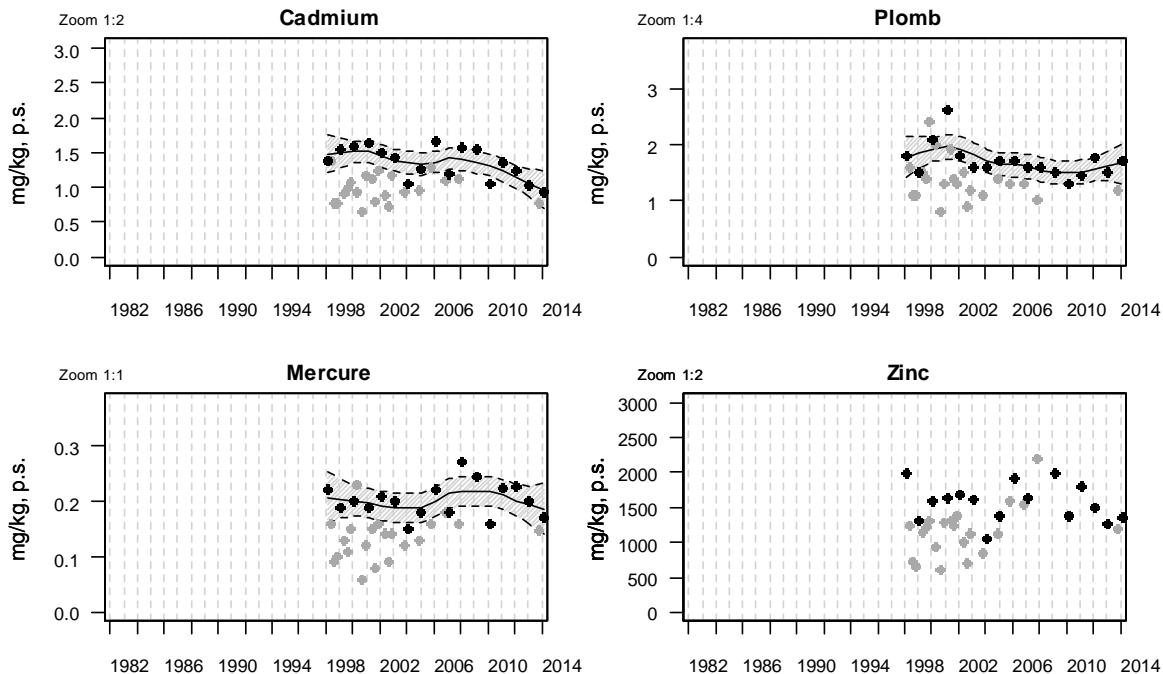 Zoom 1:2
Cadmium
3.0
2.5
2.0
1.5
1.0
0.5
0.0
mg/kg, p.s.
1982 1986 1990 1994 1998 2002 2006 2010 2014
Zoom 1:4
Plomb
3
2
1
0
mg/kg, p.s.
1982 1986 1990 1994 1998 2002 2006 2010 2014
Zoom 1:1
Mercure
0.3
0.2
0.1
0.0
mg/kg, p.s.
1982 1986 1990 1994 1998 2002 2006 2010 2014
Zoom 1:2
Zinc
3000
2500
2000
1500
1000
500
0
mg/kg, p.s.
1982 1986 1990 1994 1998 2002 2006 2010 2014